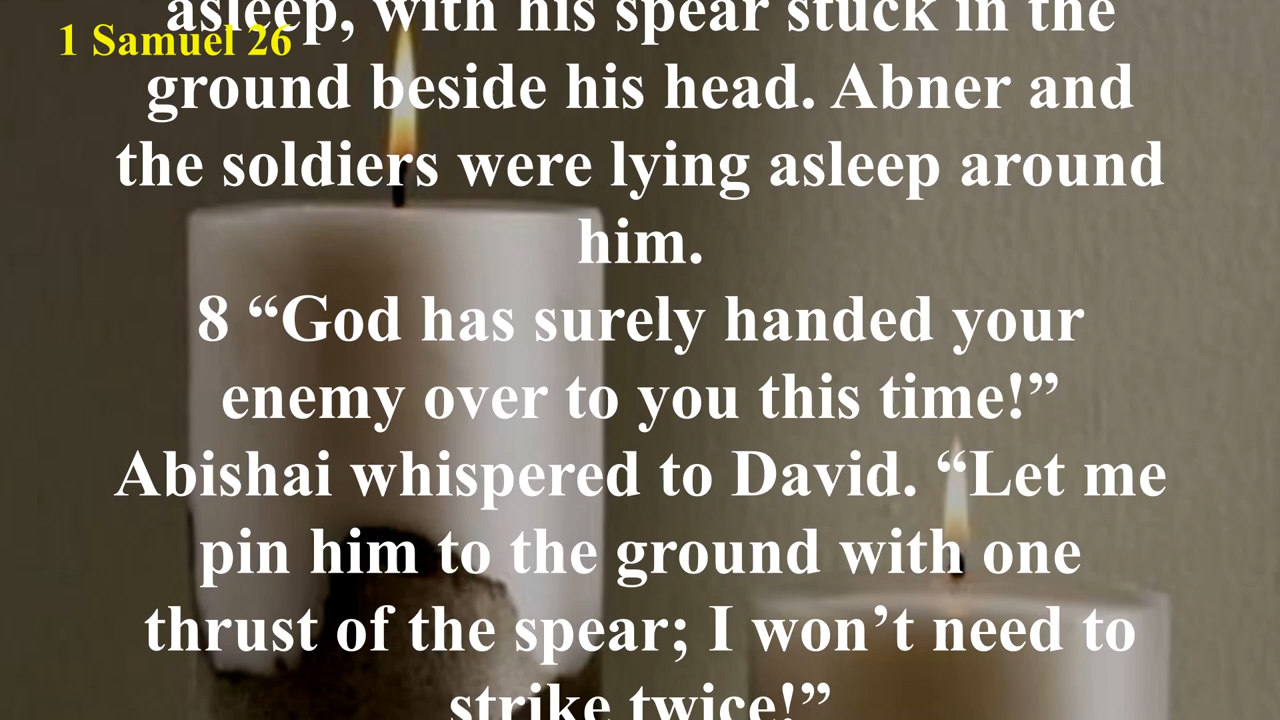 1 Samuel 26
asleep, with his spear stuck in the
ground beside his head. Abner and
the soldiers were lying asleep around
him.
8 “God has surely handed your
enemy over to you this time!”
Abishai whispered to David. “Let me
pin him to the ground with one
thrust of the spear; I won’t need to
strike twice!”